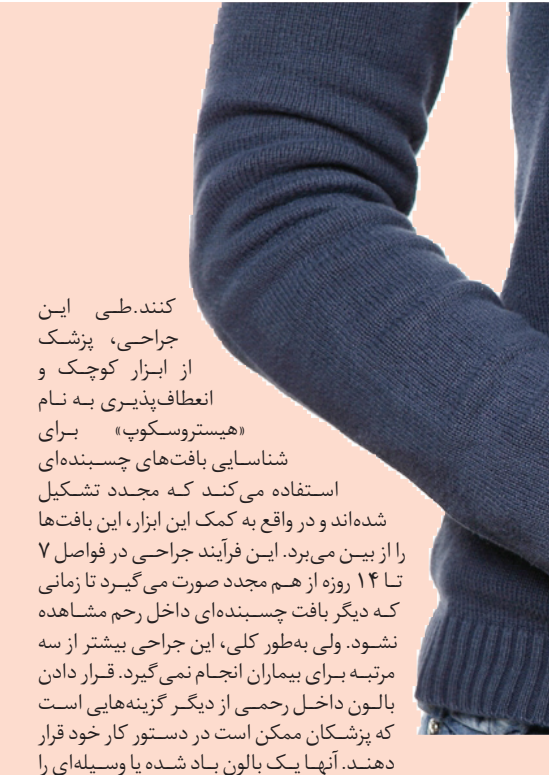 کنند.طی این
جراحی، پزشک
از ابزار کوچک و
انعطاف‌پذیری به نام
«هیستروسکوپ» برای
شناسایی بافت‌های چسبنده‌ای
استفاده می‌کند که مجدد تشکیل
شده‌اند و در واقع به کمک این ابزار، این بافت‌ها
را از بین می‌برد. این فرآیند جراحی در فواصل ۷
تا ۱۴ روزه از هم مجدد صورت می‌گیرد تا زمانی
که دیگر بافت چسبنده‌ای داخل رحم مشاهده
نشود. ولی به‌طور کلی، این جراحی بیشتر از سه
مرتبه برای بیماران انجام نمی‌گیرد. قرار دادن
بالون داخل رحمی از دیگر گزینه‌هایی است
که پزشکان ممکن است در دستور کار خود قرار
دهند. آنها یک بالون باد شده یا وسیله‌ای را